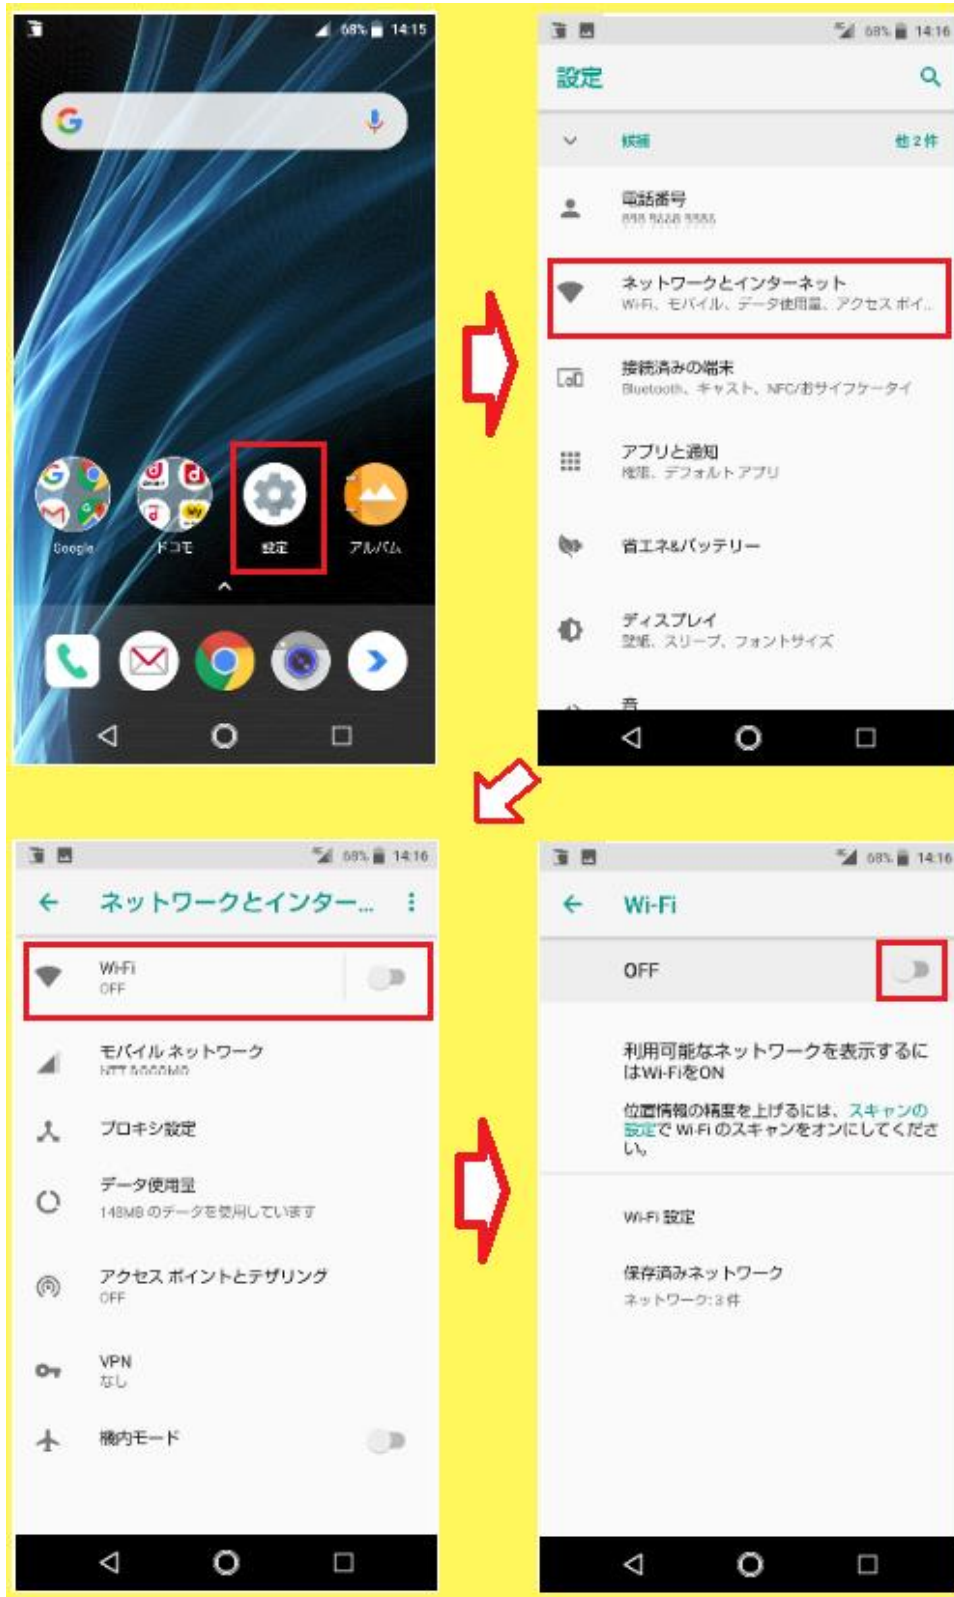 68% 14:15
Google
ドコモ
設定
アルバム
68% 14:16
設定
候補 他2件
電話番号
ネットワークとインターネット
Wi-Fi、モバイル、データ使用量、アクセス ポイ...
接続済みの端末
Bluetooth、キャスト、NFC/おサイフケータイ
アプリと通知
権限、デフォルト アプリ
省エネ&バッテリー
ディスプレイ
壁紙、スリープ、フォントサイズ
音
68% 14:16
ネットワークとインター...
Wi-Fi
OFF
モバイル ネットワーク
プロキシ設定
データ使用量
148MB のデータを使用しています
アクセス ポイントとテザリング
OFF
VPN
なし
機内モード
68% 14:16
Wi-Fi
OFF
利用可能なネットワークを表示するに
はWi-FiをON
位置情報の精度を上げるには、スキャンの
設定で Wi-Fi のスキャンをオンにしてくださ
い。
Wi-Fi 設定
保存済みネットワーク
ネットワーク:3 件